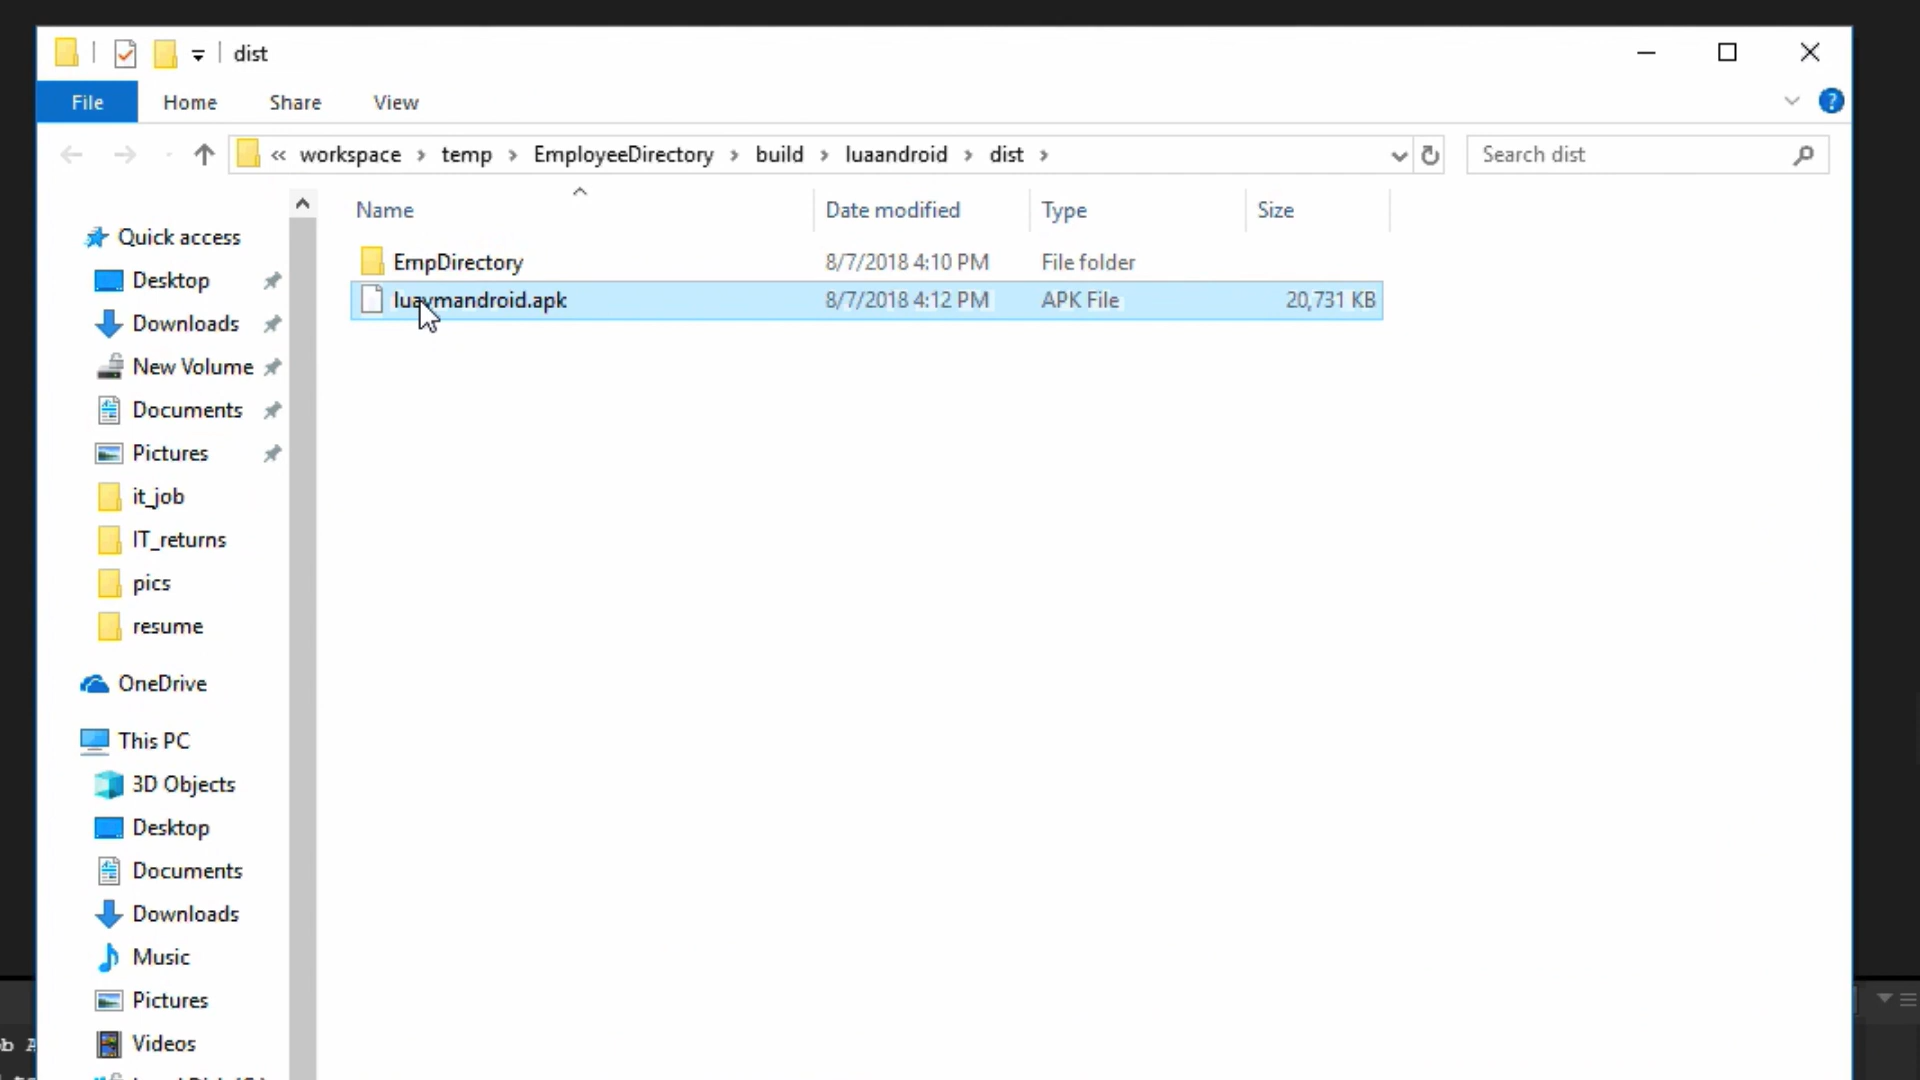 dist
File Home Share View
« workspace › temp › EmployeeDirectory › build › luaandroid › dist ›
Search dist
Name Date modified Type Size
EmpDirectory 8/7/2018 4:10 PM File folder
luavmandroid.apk 8/7/2018 4:12 PM APK File 20,731 KB
Quick access
Desktop
Downloads
New Volume
Documents
Pictures
it_job
IT_returns
pics
resume
OneDrive
This PC
3D Objects
Desktop
Documents
Downloads
Music
Pictures
Videos